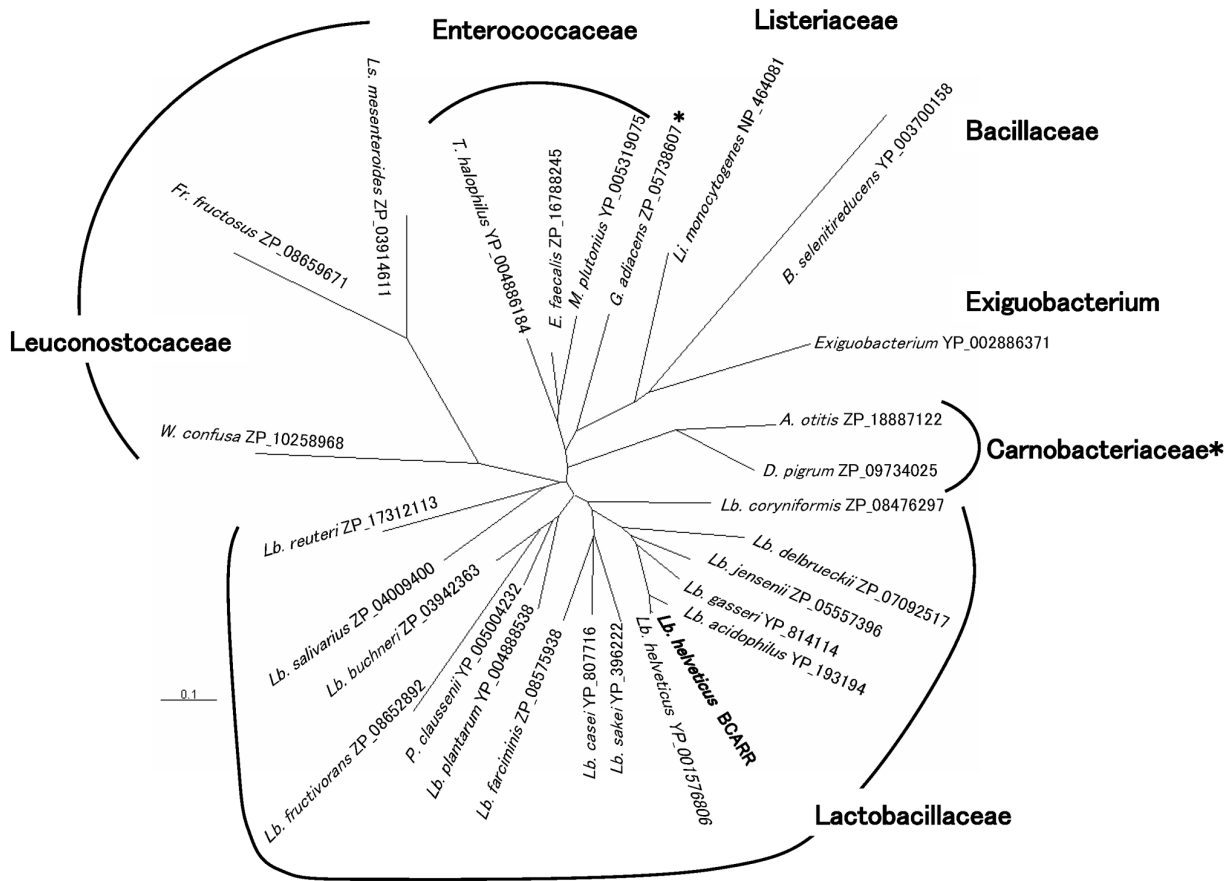 Enterococcaceae
Listeriaceae
Bacillaceae
Exiguobacterium
Carnobacteriaceae*
Lactobacillaceae
Leuconostocaceae
Fr. fructosus ZP_08659671
Ls. mesenteroides ZP_03914611
T. halophilus YP_004886184
E. faecalis ZP_16788245
M. plutonius YP_005319075
G. adiacens ZP_05738607 *
Li. monocytogenes NP_464081
B. selenitireducens YP_003700158
Exiguobacterium YP_002886371
A. otitis ZP_18887122
D. pigrum ZP_09734025
Lb. coryniformis ZP_08476297
Lb. delbrueckii ZP_07092517
Lb. jensenii ZP_05557396
Lb. gasseri YP_814114
Lb. acidophilus YP_193194
Lb. helveticus BCARR
Lb. helveticus YP_001576806
Lb. sakei YP_396222
Lb. casei YP_807716
Lb. farciminis ZP_08575938
Lb. plantarum YP_004888538
P. claussenii YP_005004232
Lb. fructivorans ZP_08652892
Lb. buchneri ZP_03942363
Lb. salivarius ZP_04009400
Lb. reuteri ZP_17312113
W. confusa ZP_10258968
0.1